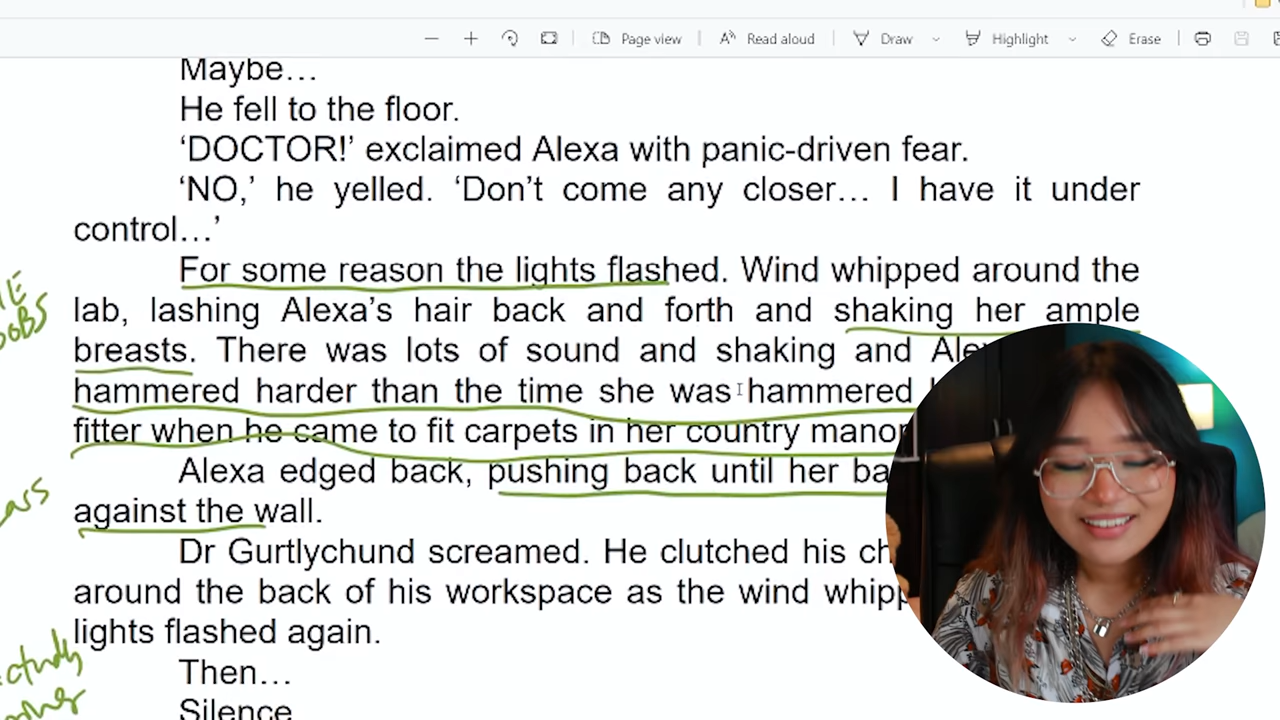 Page view Read aloud Draw Highlight Erase
Maybe…
He fell to the floor.
‘DOCTOR!’ exclaimed Alexa with panic-driven fear.
‘NO,’ he yelled. ‘Don’t come any closer… I have it under
control…’
For some reason the lights flashed. Wind whipped around the
lab, lashing Alexa’s hair back and forth and shaking her ample
breasts. There was lots of sound and shaking and
hammered harder than the time she was hammered
fitter when he came to fit carpets in her country manor
Alexa edged back, pushing back until her
against the wall.
Dr Gurtlychund screamed. He clutched his
around the back of his workspace as the wind
lights flashed again.
Then…
Silence